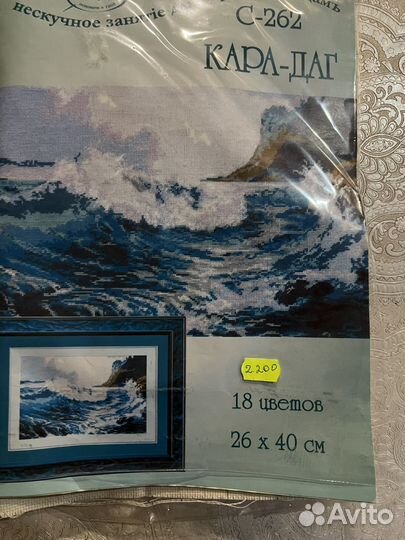 нескучное занятие
С-262
КАРА-ДАГ
2200
18 цветов
26 х 40 см
Avito